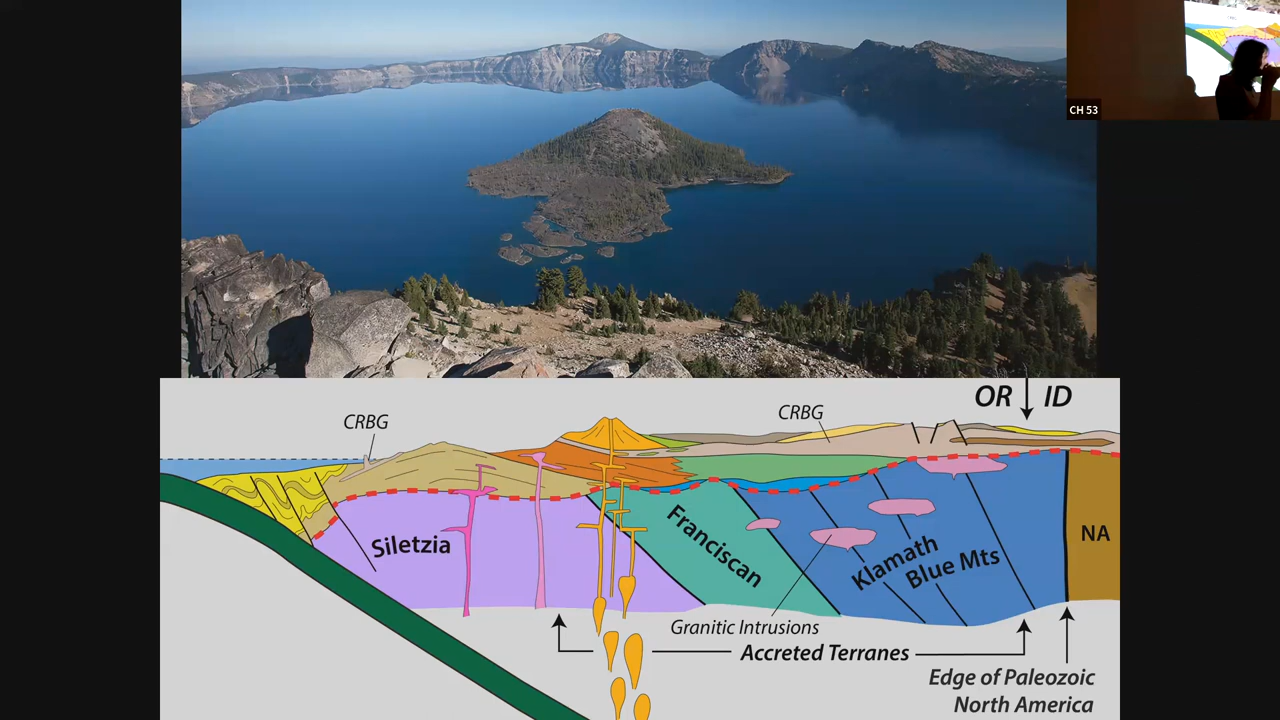 CH 53
OR ID
CRBG
CRBG
Siletzia
Franciscan
Klamath
Blue Mts
NA
Granitic Intrusions
Accreted Terranes
Edge of Paleozoic
North America